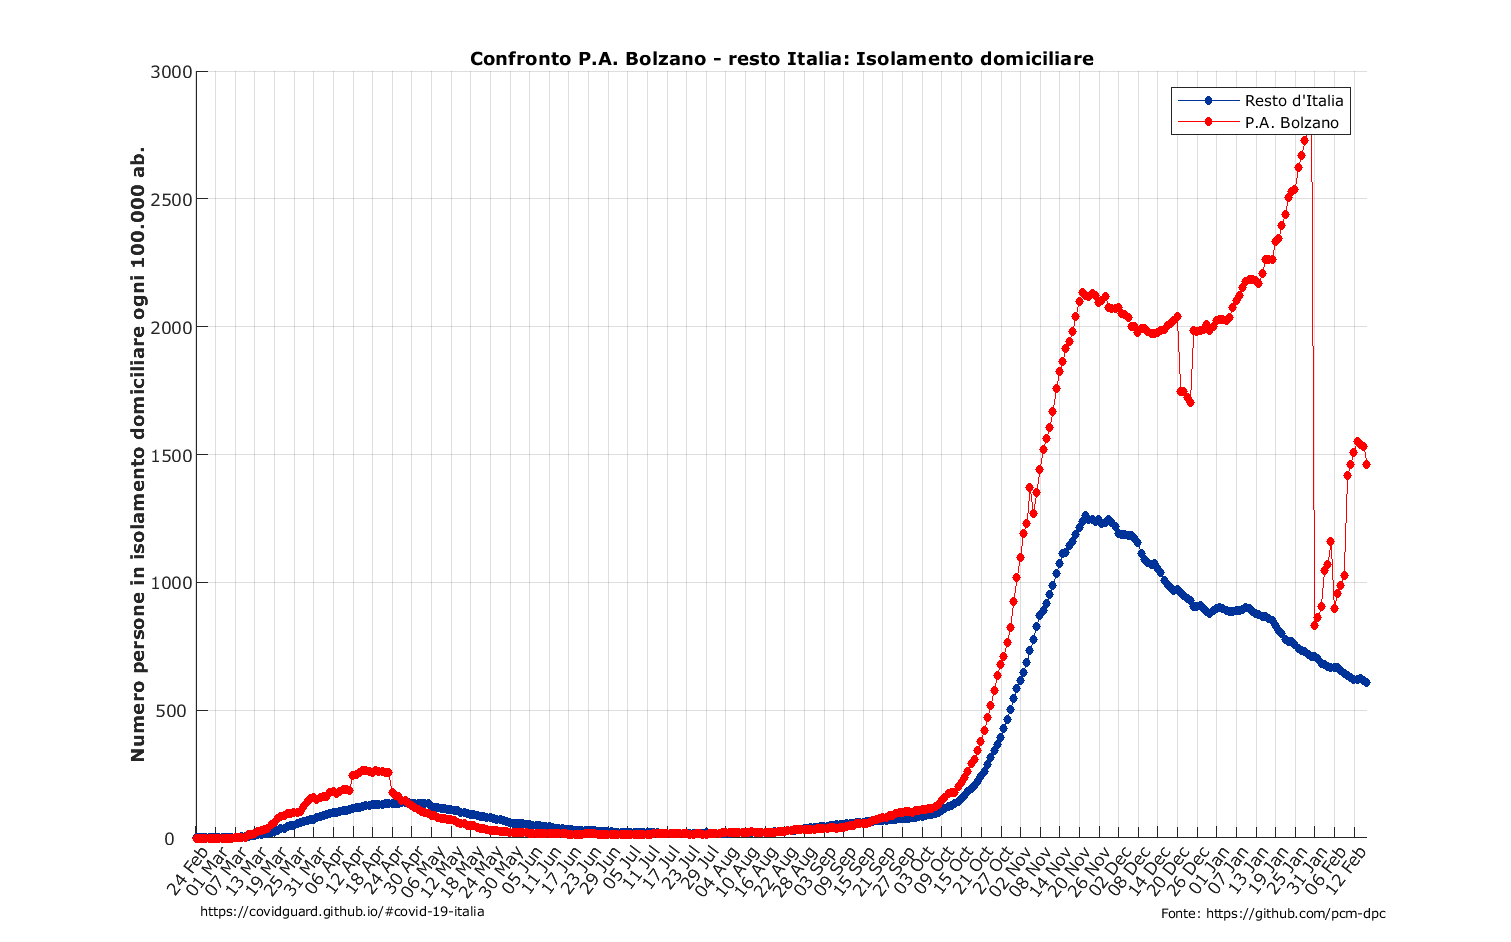 Confronto P.A. Bolzano - resto Italia: Isolamento domiciliare
Resto d'Italia
P.A. Bolzano
Numero persone in isolamento domiciliare ogni 100.000 ab.
3000
2500
2000
1500
1000
500
0
24 Feb
01 Mar
07 Mar
13 Mar
19 Mar
25 Mar
31 Mar
06 Apr
12 Apr
18 Apr
24 Apr
30 Apr
06 May
12 May
18 May
24 May
30 May
05 Jun
11 Jun
17 Jun
23 Jun
29 Jun
05 Jul
11 Jul
17 Jul
23 Jul
29 Jul
04 Aug
10 Aug
16 Aug
22 Aug
28 Aug
03 Sep
09 Sep
15 Sep
21 Sep
27 Sep
03 Oct
09 Oct
15 Oct
21 Oct
27 Oct
02 Nov
08 Nov
14 Nov
20 Nov
26 Nov
02 Dec
08 Dec
14 Dec
20 Dec
26 Dec
01 Jan
07 Jan
13 Jan
19 Jan
25 Jan
31 Jan
06 Feb
12 Feb
https://covidguard.github.io/#covid-19-italia
Fonte: https://github.com/pcm-dpc